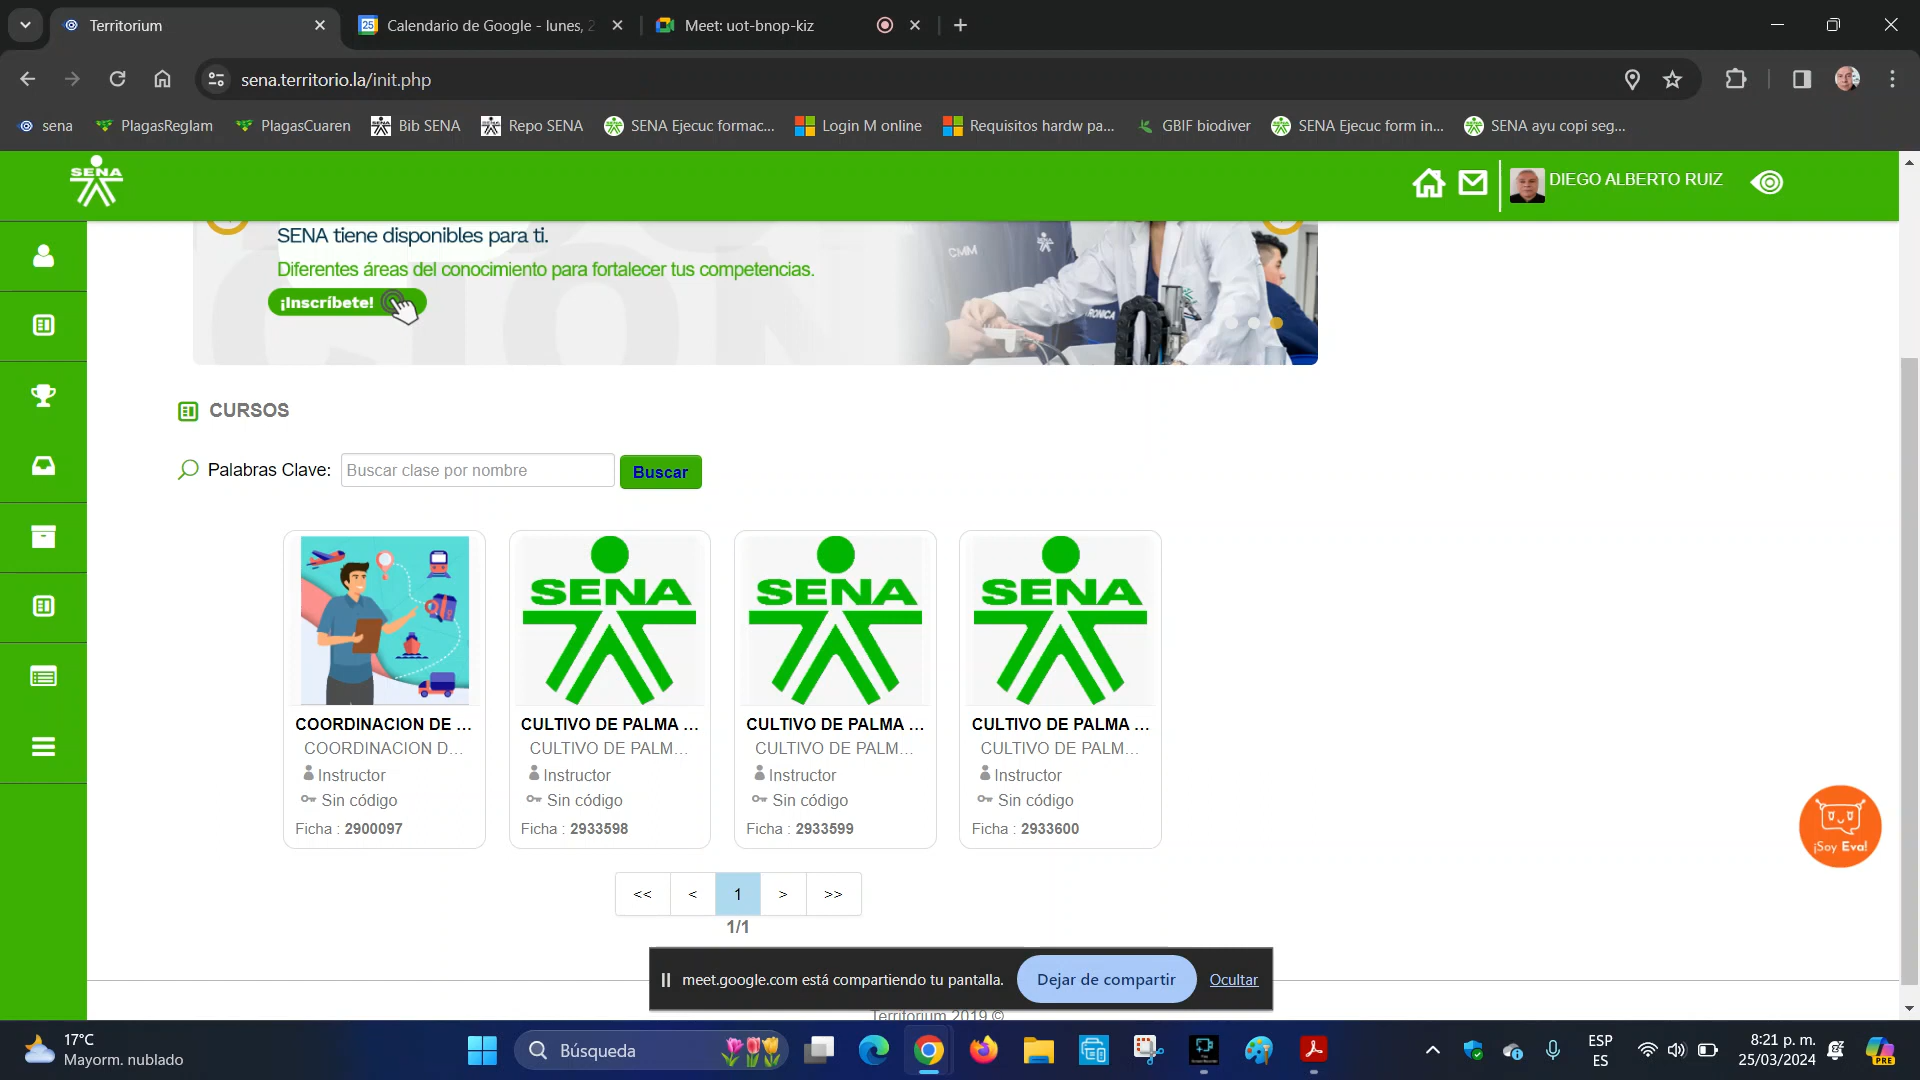 Territorium
Calendario de Google - lunes, 2
Meet: uot-bnop-kiz
sena.territorio.la/init.php
sena
PlagasReglam
PlagasCuaren
Bib SENA
Repo SENA
SENA Ejecuc formac...
Login M online
Requisitos hardw pa...
GBIF biodiver
SENA Ejecuc form in...
SENA ayu copi seg...
SENA
DIEGO ALBERTO RUIZ
SENA tiene disponibles para ti.
Diferentes áreas del conocimiento para fortalecer tus competencias.
¡Inscríbete!
CMM
CURSOS
Palabras Clave:
Buscar clase por nombre
Buscar
SENA
SENA
SENA
COORDINACION DE ...
CULTIVO DE PALMA ...
CULTIVO DE PALMA ...
CULTIVO DE PALMA ...
COORDINACION D...
CULTIVO DE PALM...
CULTIVO DE PALM...
CULTIVO DE PALM...
Instructor
Instructor
Instructor
Instructor
Sin código
Sin código
Sin código
Sin código
Ficha : 2900097
Ficha : 2933598
Ficha : 2933599
Ficha : 2933600
¡Soy Eva!
<< < 1 > >>
1/1
meet.google.com está compartiendo tu pantalla.
Dejar de compartir
Ocultar
Territorium 2019 ©
17°C
Mayorm. nublado
Búsqueda
ESP
ES
8:21 p. m.
25/03/2024
PRE